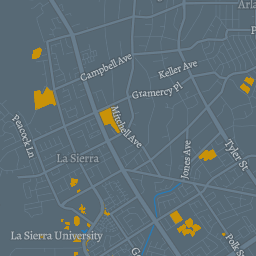 Arla
Campbell Ave
Keller Ave
Gramercy Pl
Mitchell Ave
Peacock Ln
Tyler St
La Sierra
Jones Ave
La Sierra University
Polk St